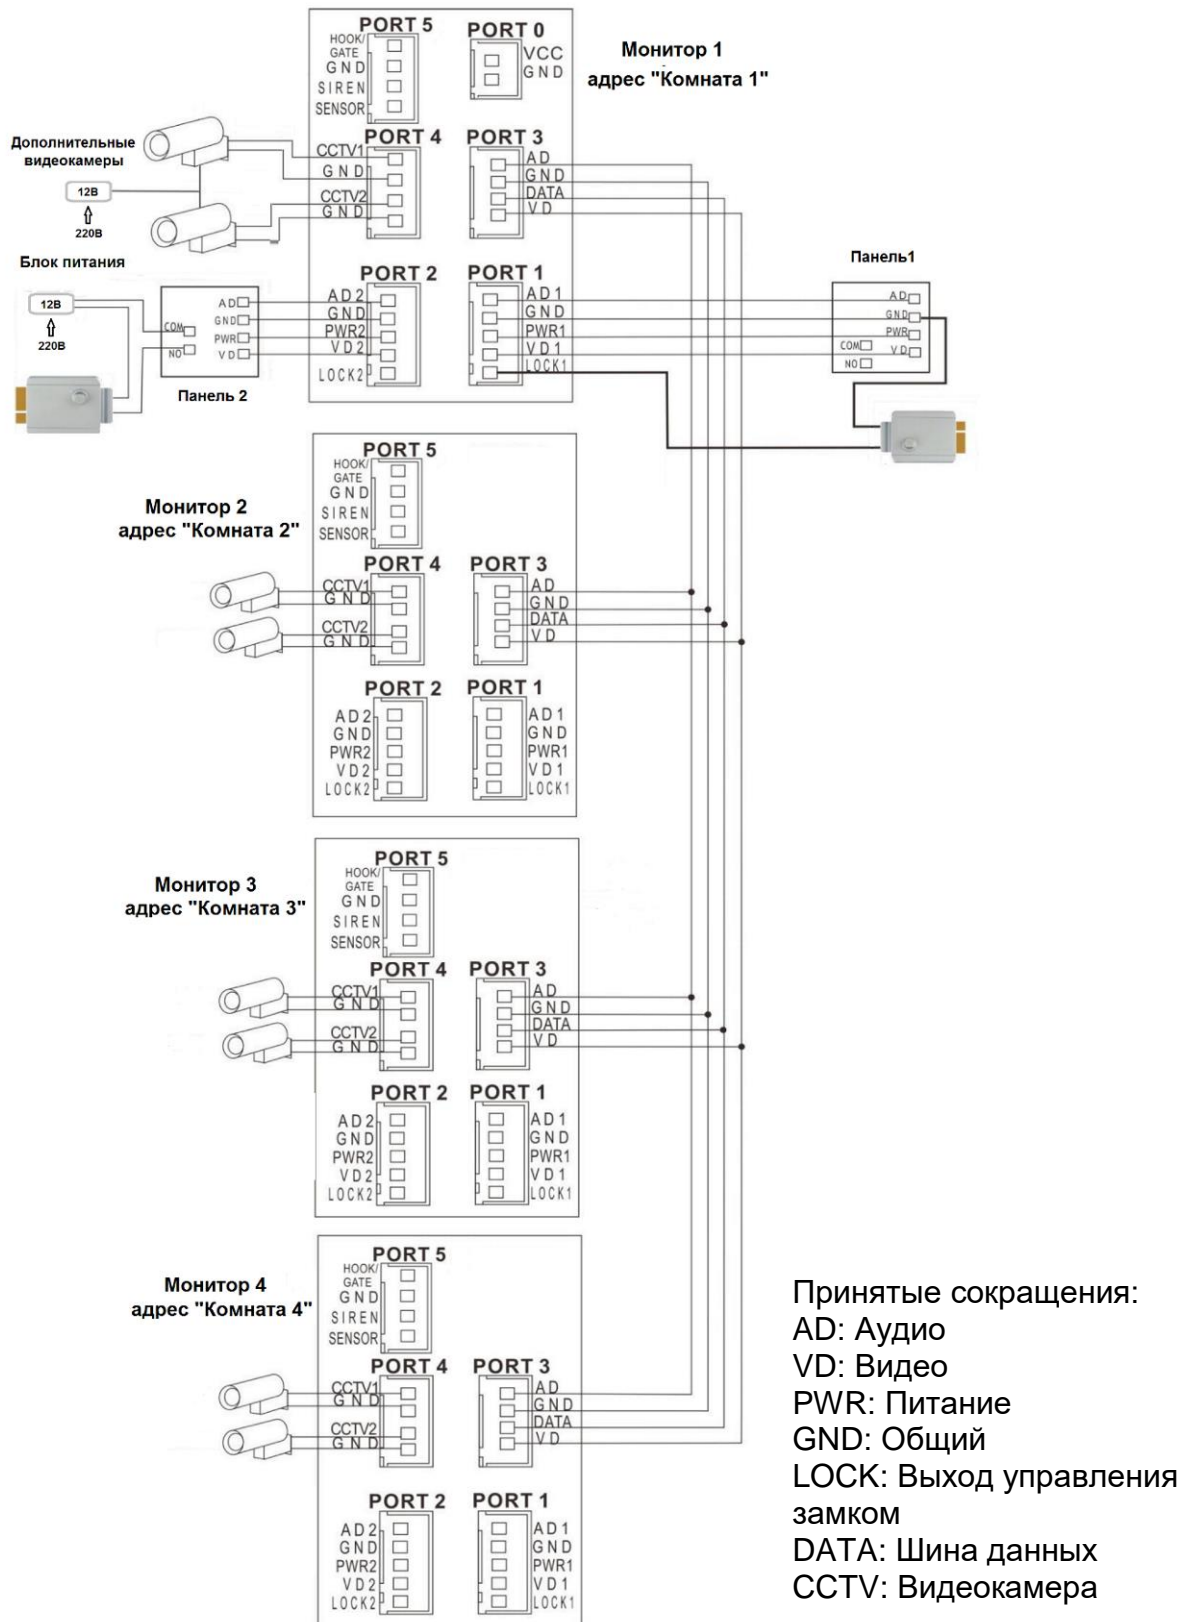 PORT 5
HOOK/
GATE
GND
SIREN
SENSOR
PORT 0
VCC
GND
Монитор 1
адрес "Комната 1"
Дополнительные
видеокамеры
12В
220В
PORT 4
CCTV1
GND
CCTV2
GND
PORT 3
AD
GND
DATA
VD
Блок питания
12В
220В
COM
NO
AD
GND
PWR
VD
Панель 2
PORT 2
AD2
GND
PWR2
VD2
LOCK2
PORT 1
AD1
GND
PWR1
VD1
LOCK1
Панель1
AD
GND
PWR
COM
VD
NO
Монитор 2
адрес "Комната 2"
PORT 5
HOOK/
GATE
GND
SIREN
SENSOR
PORT 4
CCTV1
GND
CCTV2
GND
PORT 3
AD
GND
DATA
VD
PORT 2
AD2
GND
PWR2
VD2
LOCK2
PORT 1
AD1
GND
PWR1
VD1
LOCK1
Монитор 3
адрес "Комната 3"
PORT 5
HOOK/
GATE
GND
SIREN
SENSOR
PORT 4
CCTV1
GND
CCTV2
GND
PORT 3
AD
GND
DATA
VD
PORT 2
AD2
GND
PWR2
VD2
LOCK2
PORT 1
AD1
GND
PWR1
VD1
LOCK1
Монитор 4
адрес "Комната 4"
PORT 5
HOOK/
GATE
GND
SIREN
SENSOR
PORT 4
CCTV1
GND
CCTV2
GND
PORT 3
AD
GND
DATA
VD
PORT 2
AD2
GND
PWR2
VD2
LOCK2
PORT 1
AD1
GND
PWR1
VD1
LOCK1
Принятые сокращения:
AD: Аудио
VD: Видео
PWR: Питание
GND: Общий
LOCK: Выход управления
замком
DATA: Шина данных
CCTV: Видеокамера